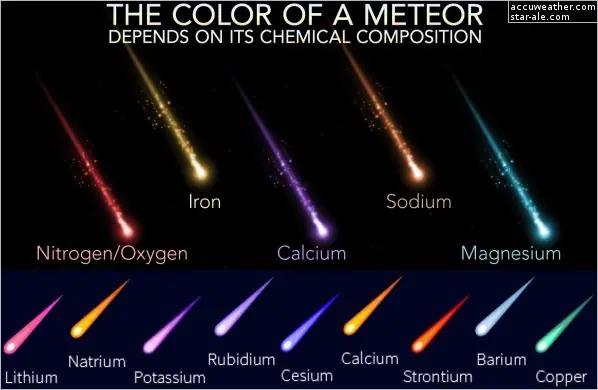 THE COLOR OF A METEOR
DEPENDS ON ITS CHEMICAL COMPOSITION
accuweather.com
star-ale.com
Iron
Sodium
Nitrogen/Oxygen
Calcium
Magnesium
Lithium
Natrium
Potassium
Rubidium
Cesium
Calcium
Strontium
Barium
Copper